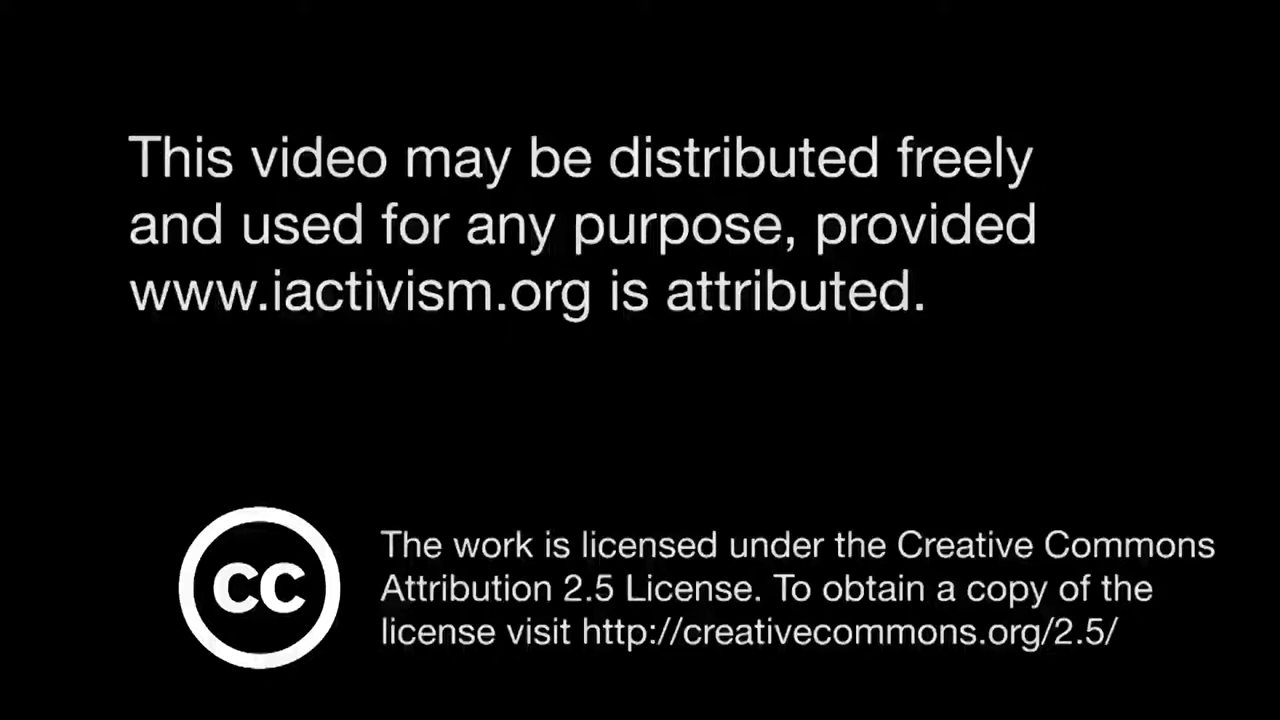 This video may be distributed freely
and used for any purpose, provided
www.iactivism.org is attributed.
cc
The work is licensed under the Creative Commons
Attribution 2.5 License. To obtain a copy of the
license visit http://creativecommons.org/2.5/